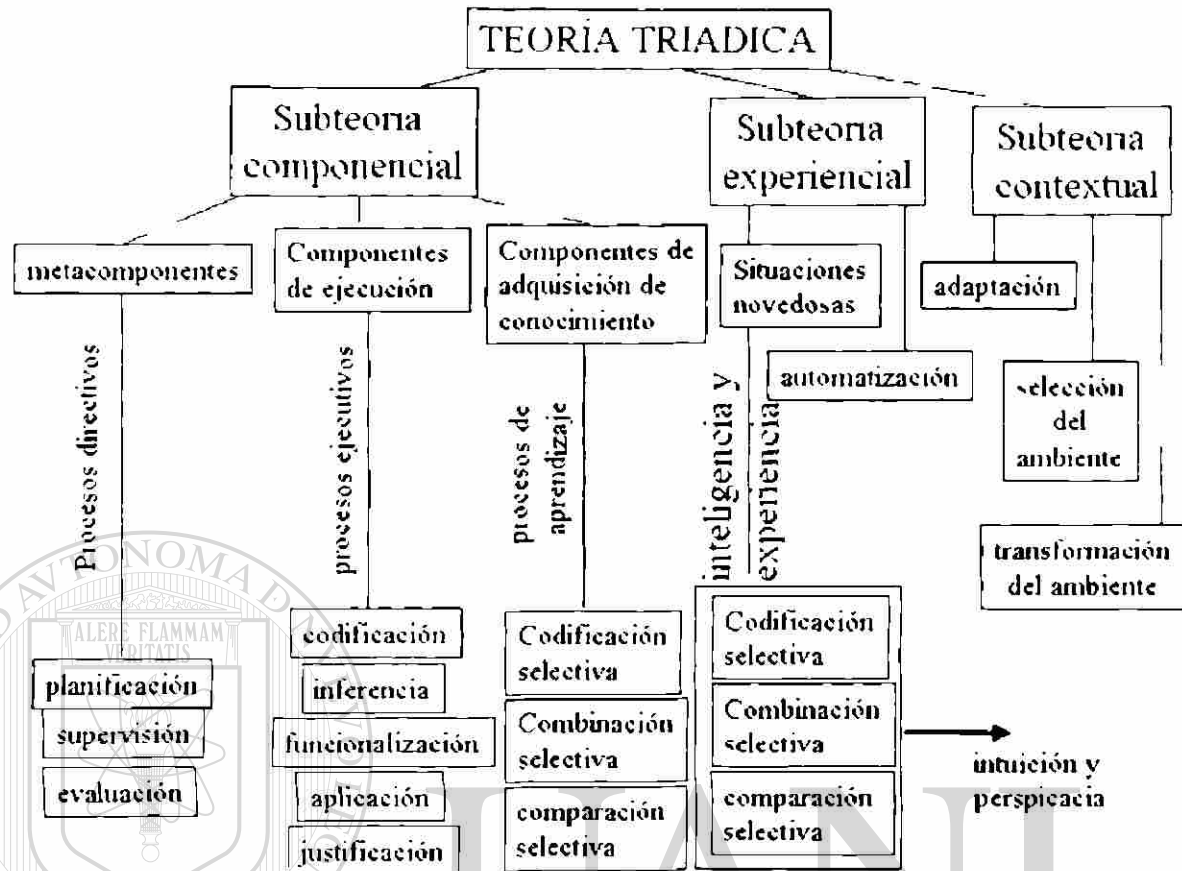 TEORÍA TRIADICA
Subteoria
componencial
Subteoria
experiencial
Subteoria
contextual
metacomponentes
Componentes
de ejecución
Componentes de
adquisición de
conocimiento
Situaciones
novedosas
adaptación
automatización
selección
del
ambiente
transformación
del ambiente
Procesos directivos
procesos ejecutivos
procesos de
aprendizaje
inteligencia y
experiencia
planificación
supervisión
evaluación
codificación
inferencia
funcionalización
aplicación
justificación
Codificación
selectiva
Combinación
selectiva
comparación
selectiva
Codificación
selectiva
Combinación
selectiva
comparación
selectiva
intuición y
perspicacia
ALERE FLAMMAM
VERITATIS